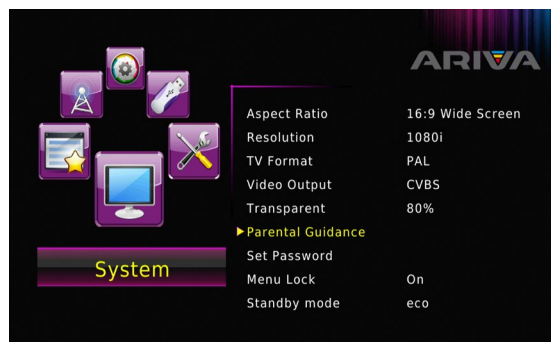 ARIVA
Aspect Ratio 16:9 Wide Screen
Resolution 1080i
TV Format PAL
Video Output CVBS
Transparent 80%
Parental Guidance
Set Password
Menu Lock On
Standby mode eco
System